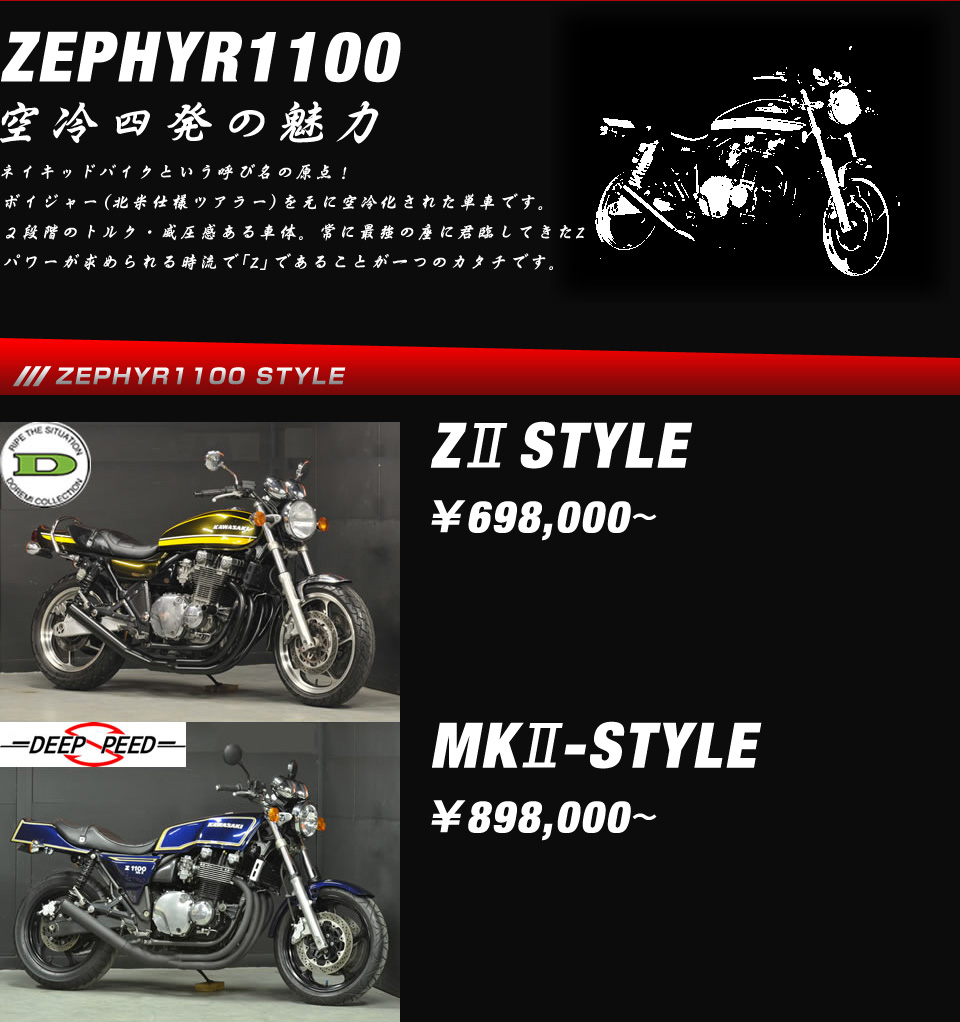 ZEPHYR1100
空冷四発の魅力
ネイキッドバイクという呼び名の原点！
ボイジャー(北米仕様ツアラー)を元に空冷化された単車です。
2段階のトルク・威圧感ある車体。常に最強の座に君臨してきたZ
パワーが求められる時流で「Z」であることが一つのカタチです。
ZEPHYR1100 STYLE
RIPE THE SITUATION
D
DOREMI COLLECTION
KAWASAKI
ZⅡ STYLE
￥698,000～
DEEP SPEED
KAWASAKI
Z1100
MKⅡ-STYLE
￥898,000～